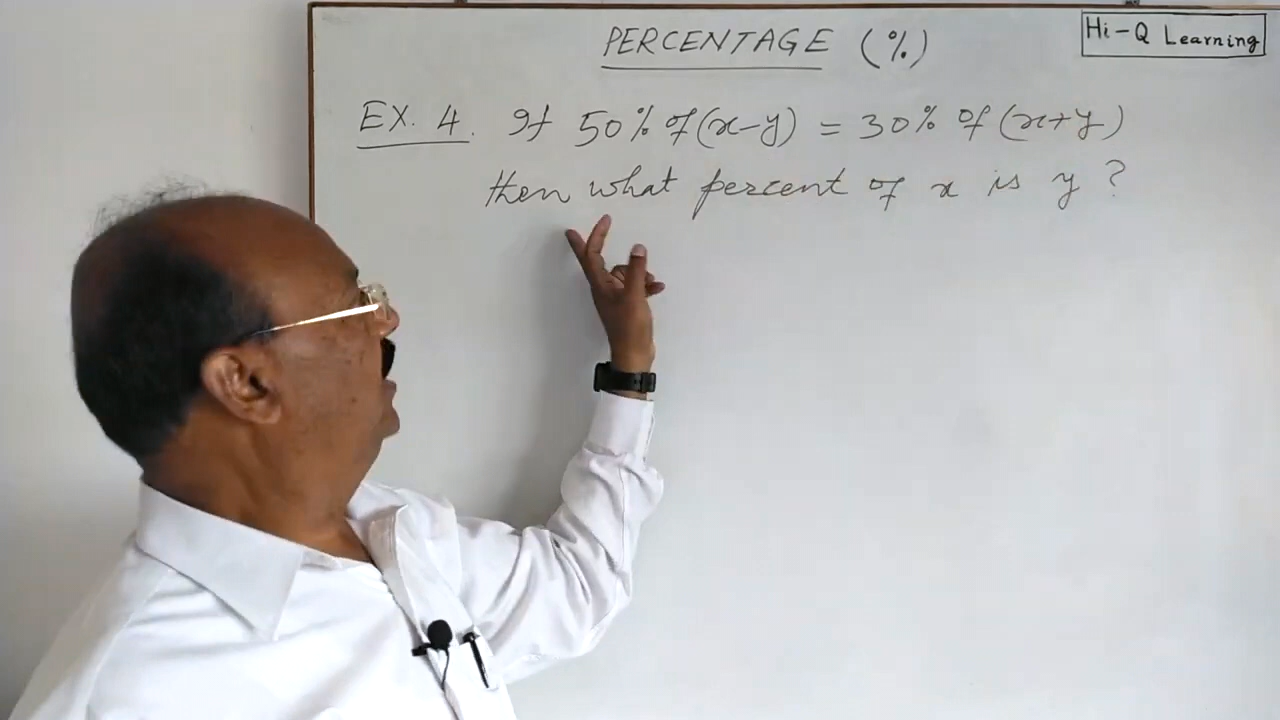 PERCENTAGE (%)
Hi-Q Learning
EX. 4. If 50% of (x-y) = 30% of (x+y)
then what percent of x is y ?